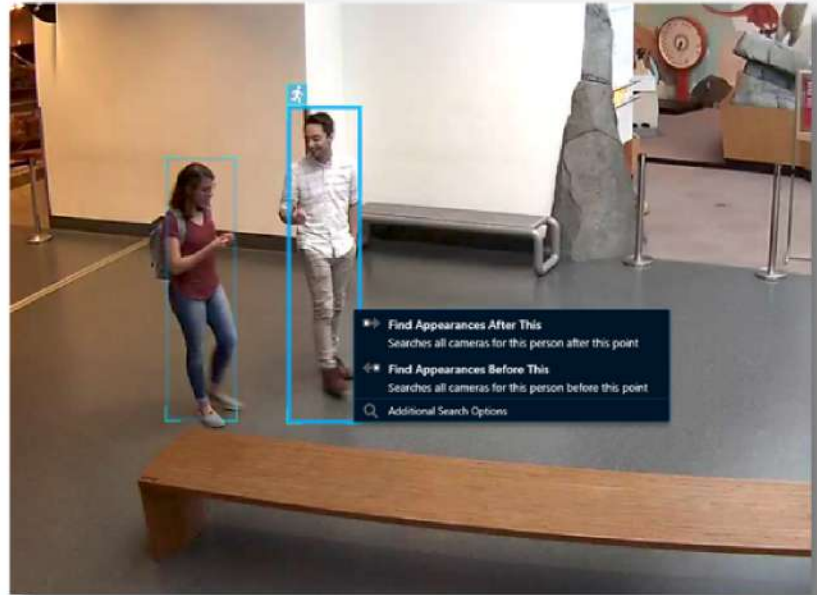 Find Appearances After This
Searches all cameras for this person after this point
Find Appearances Before This
Searches all cameras for this person before this point
Additional Search Options